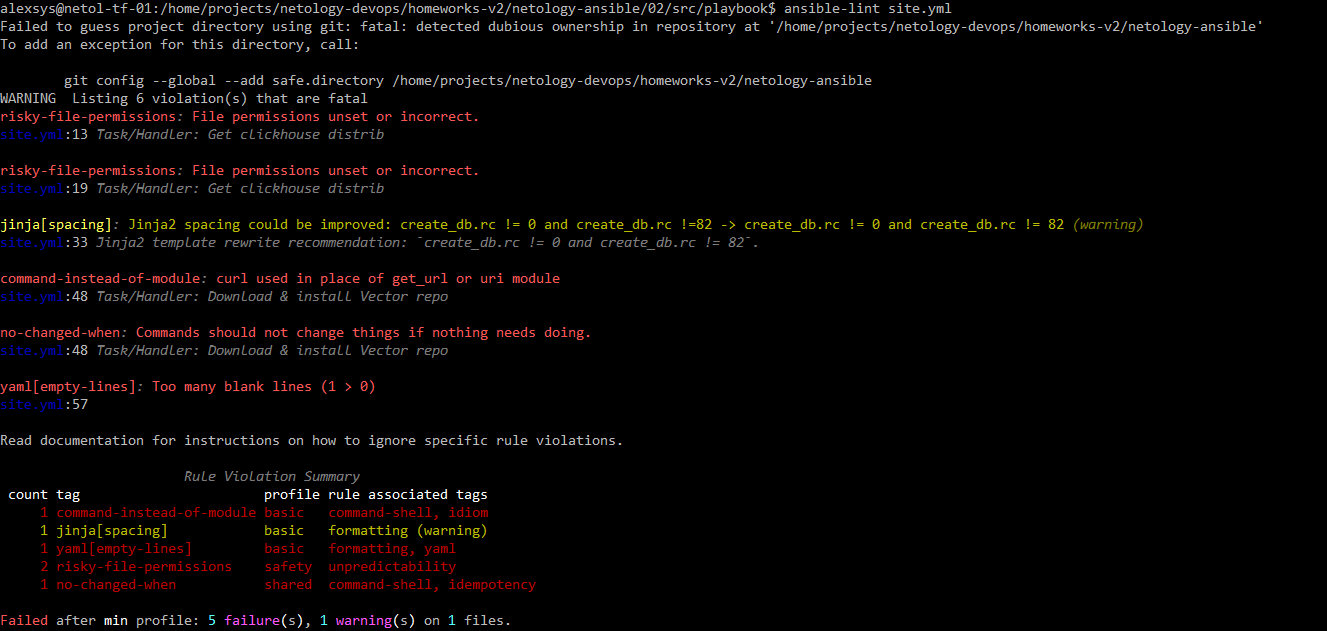 alexsys@netol-tf-01:/home/projects/netology-devops/homeworks-v2/netology-ansible/02/src/playbook$ ansible-lint site.yml
Failed to guess project directory using git: fatal: detected dubious ownership in repository at '/home/projects/netology-devops/homeworks-v2/netology-ansible'
To add an exception for this directory, call:
git config --global --add safe.directory /home/projects/netology-devops/homeworks-v2/netology-ansible
WARNING  Listing 6 violation(s) that are fatal
risky-file-permissions: File permissions unset or incorrect.
site.yml:13 Task/Handler: Get clickhouse distrib
risky-file-permissions: File permissions unset or incorrect.
site.yml:19 Task/Handler: Get clickhouse distrib
jinja[spacing]: Jinja2 spacing could be improved: create_db.rc != 0 and create_db.rc !=82 -> create_db.rc != 0 and create_db.rc != 82 (warning)
site.yml:33 Jinja2 template rewrite recommendation: `create_db.rc != 0 and create_db.rc != 82`.
command-instead-of-module: curl used in place of get_url or uri module
site.yml:48 Task/Handler: Download & install Vector repo
no-changed-when: Commands should not change things if nothing needs doing.
site.yml:48 Task/Handler: Download & install Vector repo
yaml[empty-lines]: Too many blank lines (1 > 0)
site.yml:57
Read documentation for instructions on how to ignore specific rule violations.
Rule Violation Summary
count tag profile rule associated tags
1 command-instead-of-module basic command-shell, idiom
1 jinja[spacing] basic formatting (warning)
1 yaml[empty-lines] basic formatting, yaml
2 risky-file-permissions safety unpredictability
1 no-changed-when shared command-shell, idempotency
Failed after min profile: 5 failure(s), 1 warning(s) on 1 files.